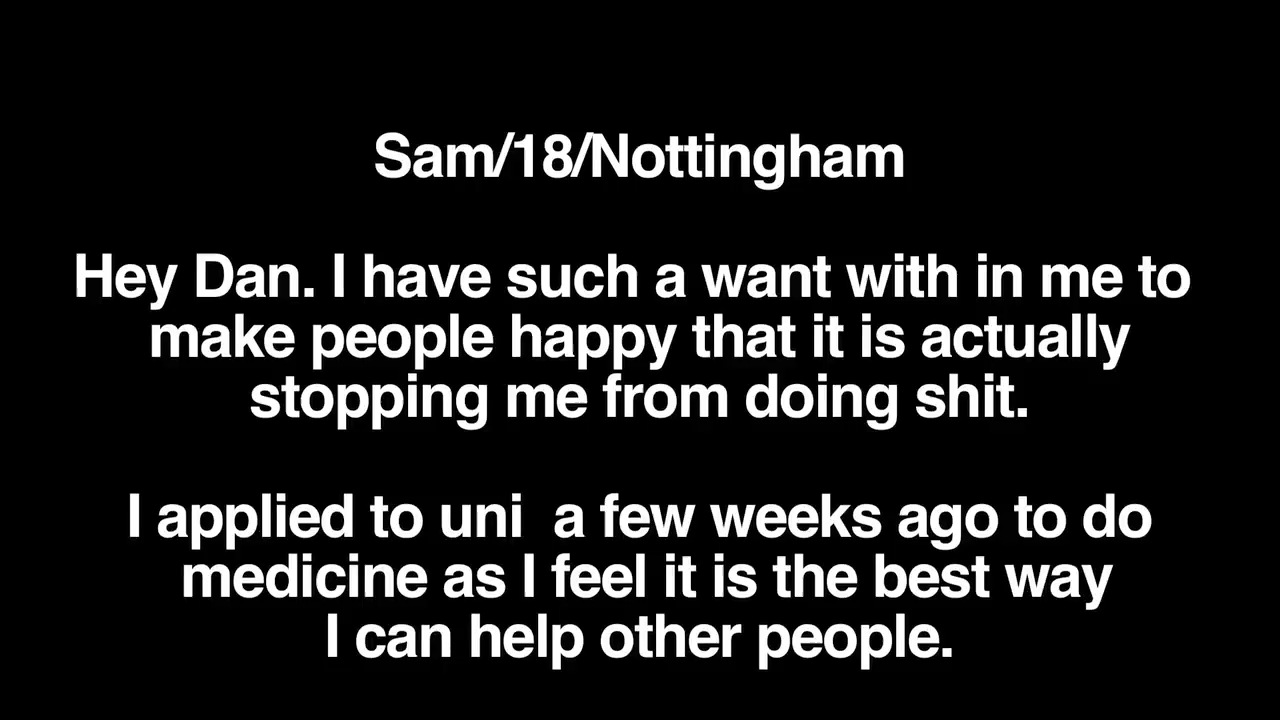 Sam/18/Nottingham
Hey Dan. I have such a want with in me to
make people happy that it is actually
stopping me from doing shit.
I applied to uni  a few weeks ago to do
medicine as I feel it is the best way
I can help other people.